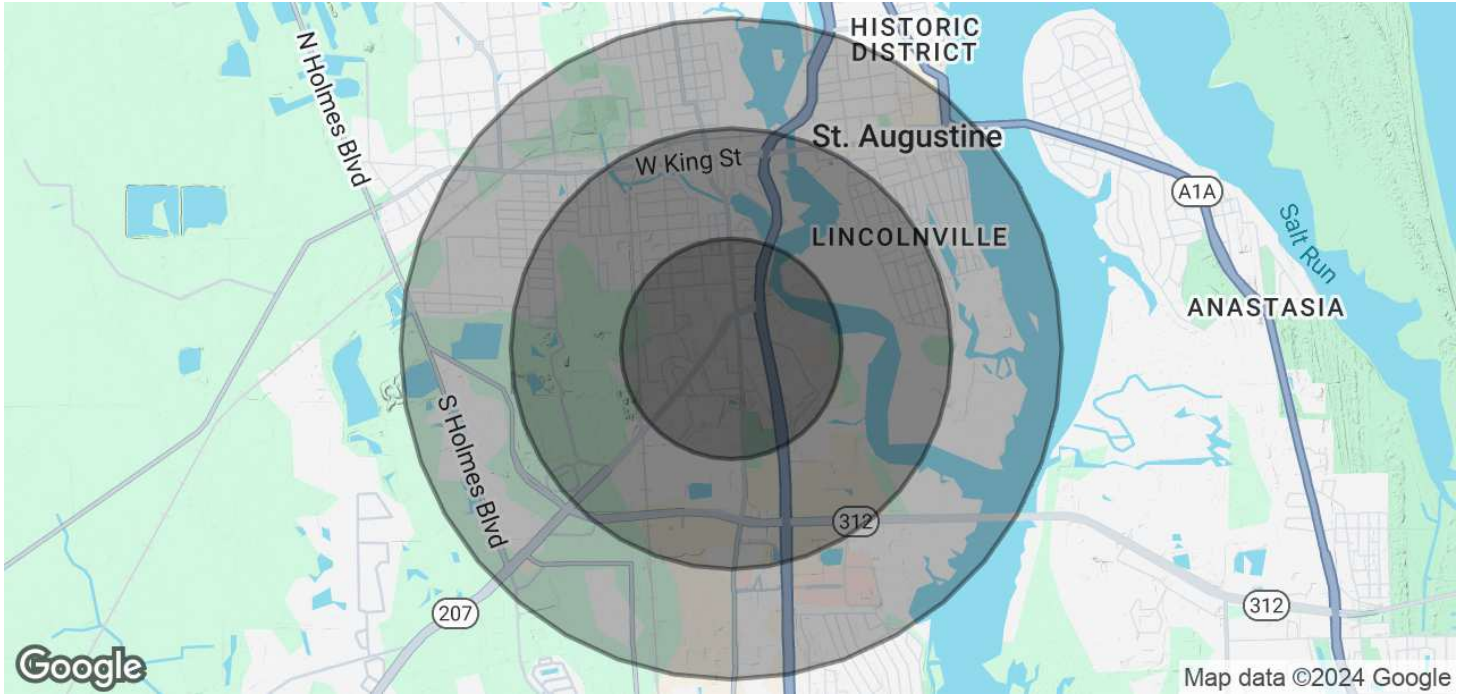 HISTORIC
DISTRICT
N Holmes Blvd
St. Augustine
W King St
A1A
Salt Run
LINCOLNVILLE
ANASTASIA
S Holmes Blvd
312
312
207
Google
Map data ©2024 Google